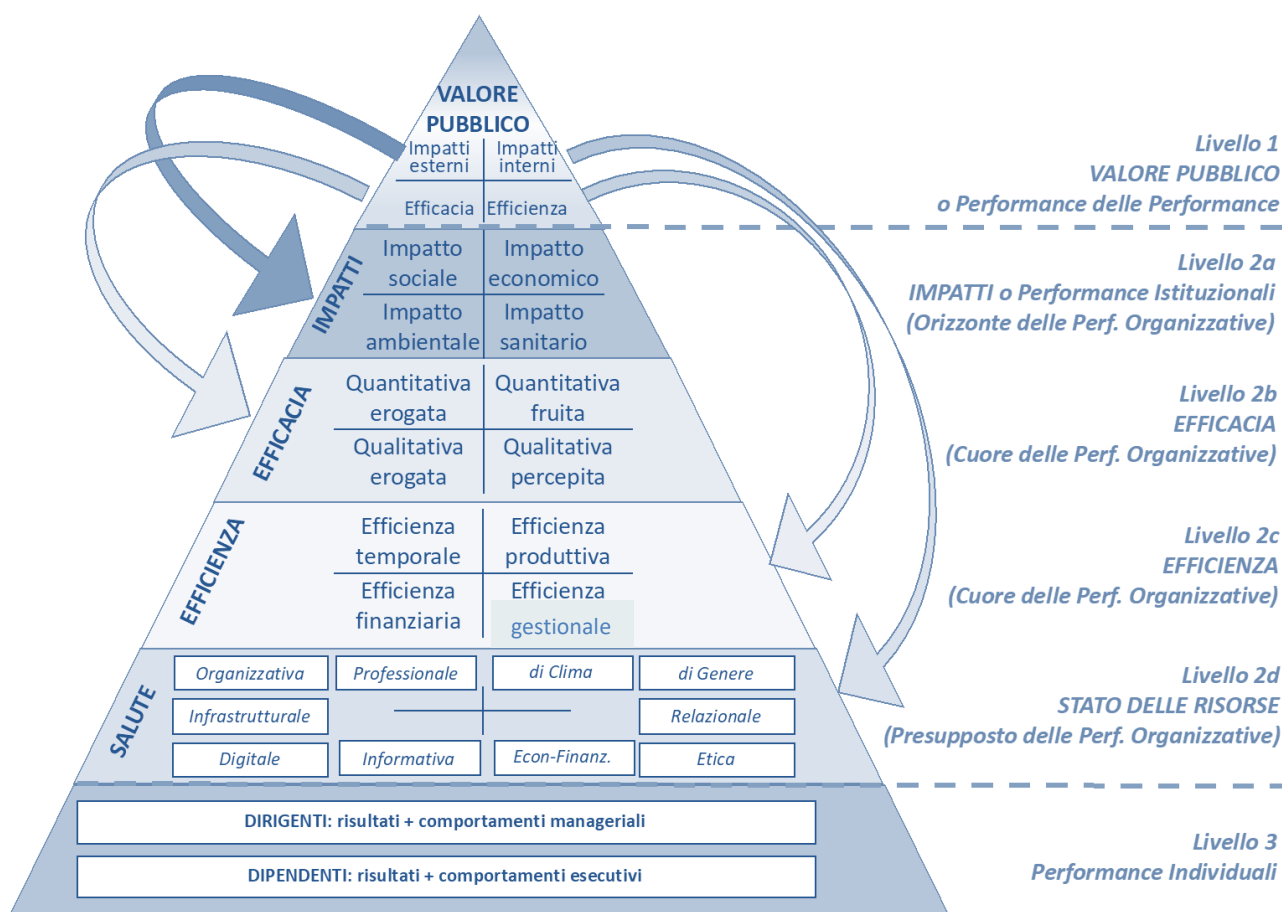 VALORE
PUBBLICO
Impatti
esterni
Impatti
interni
Efficacia
Efficienza
Livello 1
VALORE PUBBLICO
o Performance delle Performance
IMPATTI
Impatto
sociale
Impatto
economico
Impatto
ambientale
Impatto
sanitario
Livello 2a
IMPATTI o Performance Istituzionali
(Orizzonte delle Perf. Organizzative)
EFFICACIA
Quantitativa
erogata
Quantitativa
fruita
Qualitativa
erogata
Qualitativa
percepita
Livello 2b
EFFICACIA
(Cuore delle Perf. Organizzative)
EFFICIENZA
Efficienza
temporale
Efficienza
produttiva
Efficienza
finanziaria
Efficienza
gestionale
Livello 2c
EFFICIENZA
(Cuore delle Perf. Organizzative)
SALUTE
Organizzativa
Professionale
di Clima
di Genere
Infrastrutturale
Relazionale
Digitale
Informativa
Econ-Finanz.
Etica
Livello 2d
STATO DELLE RISORSE
(Presupposto delle Perf. Organizzative)
DIRIGENTI: risultati + comportamenti manageriali
DIPENDENTI: risultati + comportamenti esecutivi
Livello 3
Performance Individuali